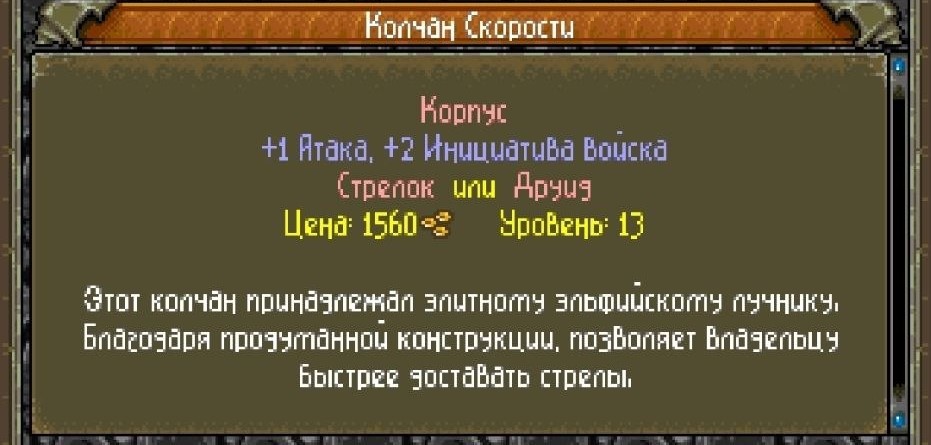 Колчан Скорости
Корпус
+1 Атака, +2 Инициатива войска
Стрелок или Друид
Цена: 1560 Уровень: 13
Этот колчан принадлежал элитному эльфийскому лучнику.
Благодаря продуманной конструкции, позволяет владельцу
быстрее доставать стрелы.